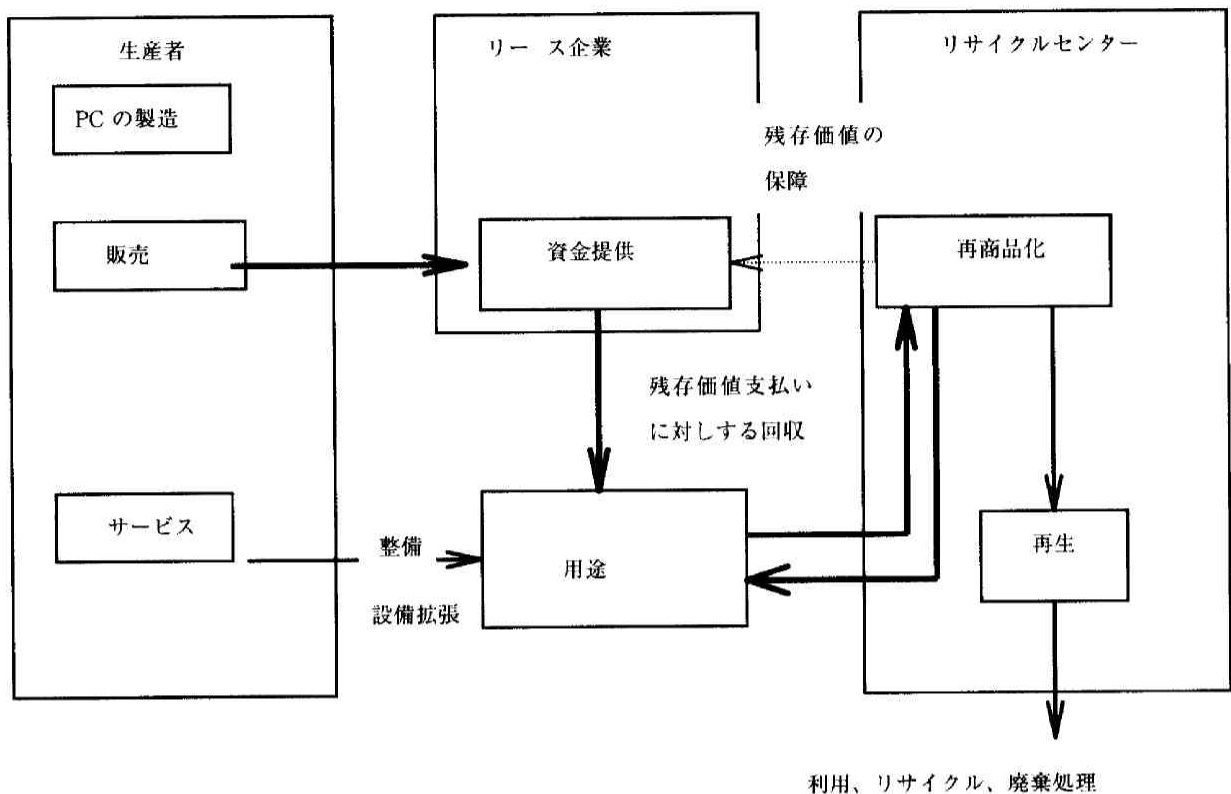 生産者
PC の製造
販売
サービス
リー ス企業
資金提供
残存価値の
保障
リサイクルセンター
再商品化
残存価値支払い
に対しする回収
整備
設備拡張
用途
再生
利用、リサイクル、廃棄処理